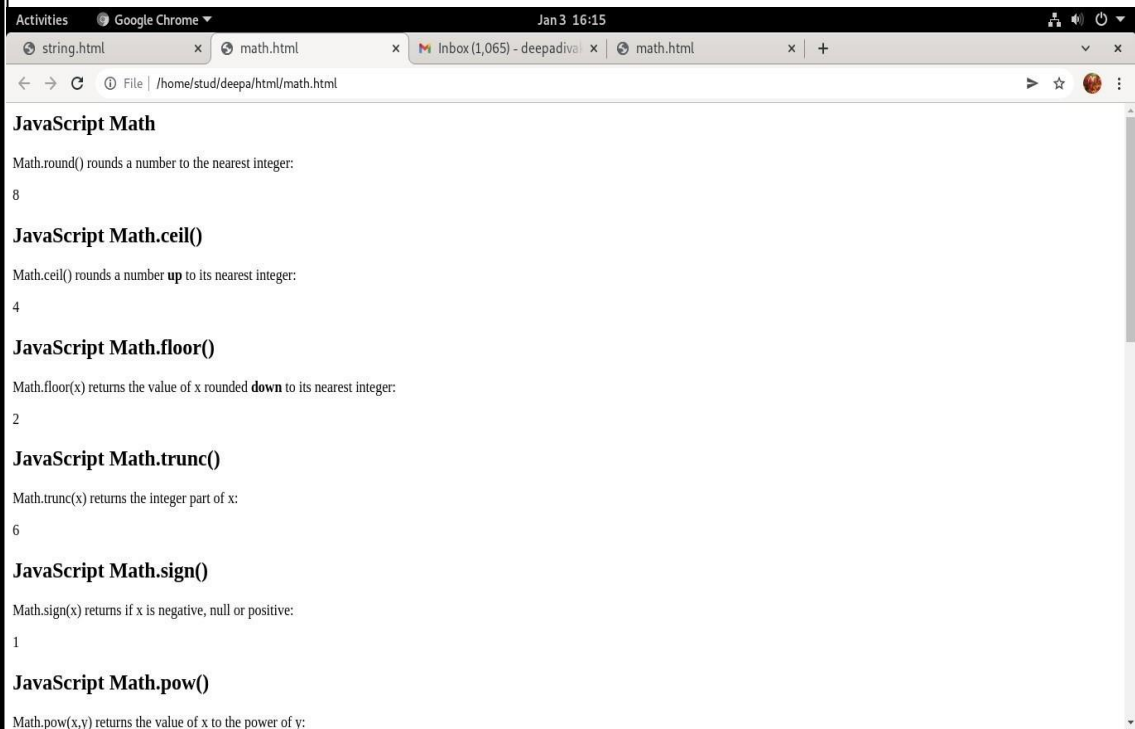 Activities Google Chrome Jan 3 16:15
string.html math.html Inbox (1,065) - deepadival math.html
File /home/stud/deepa/html/math.html
JavaScript Math
Math.round() rounds a number to the nearest integer:
8
JavaScript Math.ceil()
Math.ceil() rounds a number up to its nearest integer:
4
JavaScript Math.floor()
Math.floor(x) returns the value of x rounded down to its nearest integer:
2
JavaScript Math.trunc()
Math.trunc(x) returns the integer part of x:
6
JavaScript Math.sign()
Math.sign(x) returns if x is negative, null or positive:
1
JavaScript Math.pow()
Math.pow(x,y) returns the value of x to the power of y: